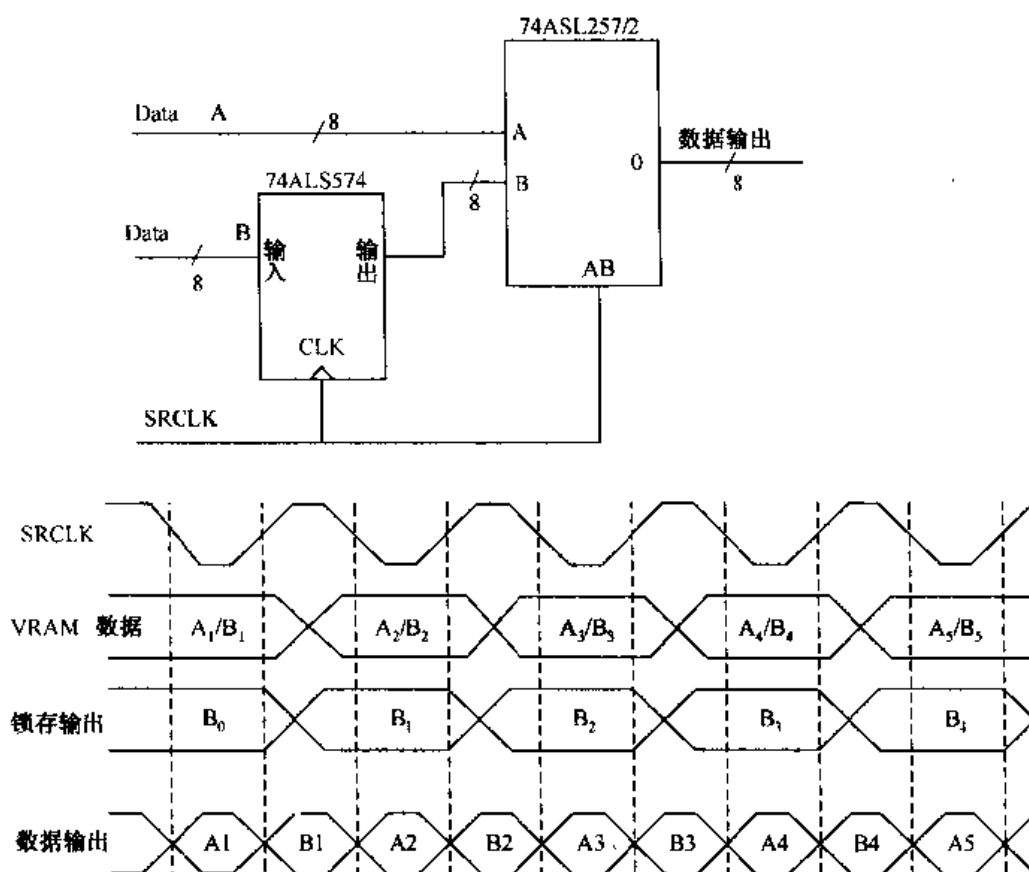 74ASL257/2
Data A
8
A
数据输出
0
8
74ALS574
B
8
Data B
输入
输出
8
AB
CLK
SRCLK
SRCLK
VRAM 数据
A₁/B₁
A₂/B₂
A₃/B₃
A₄/B₄
A₅/B₅
锁存输出
B₀
B₁
B₂
B₃
B₄
数据输出
A1
B1
A2
B2
A3
B3
A4
B4
A5